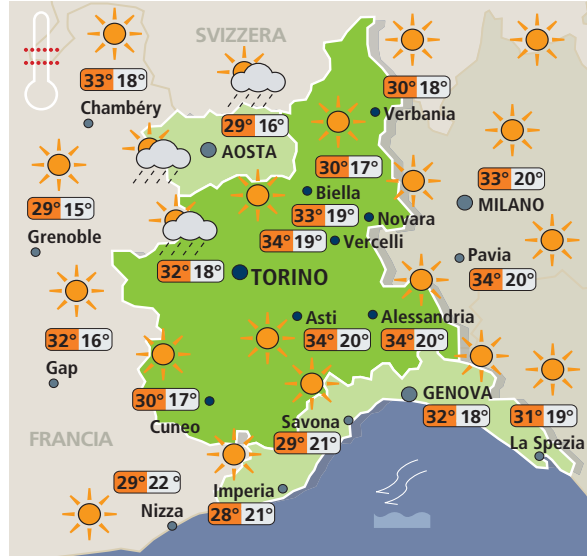 SVIZZERA
33° 18°
Chambéry
30° 18°
Verbania
29° 16°
AOSTA
30° 17°
Biella
33° 20°
MILANO
29° 15°
Grenoble
33° 19°
Novara
34° 19°
Vercelli
32° 18°
TORINO
Pavia
34° 20°
32° 16°
Gap
Asti
34° 20°
Alessandria
34° 20°
30° 17°
Cuneo
GENOVA
32° 18°
31° 19°
La Spezia
Savona
29° 21°
FRANCIA
29° 22 °
Nizza
Imperia
28° 21°